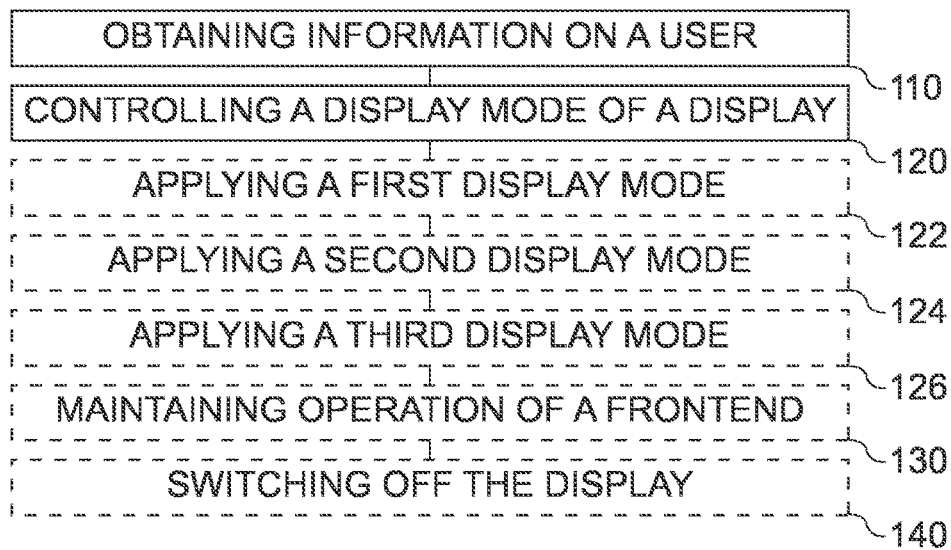 OBTAINING INFORMATION ON A USER
110
CONTROLLING A DISPLAY MODE OF A DISPLAY
120
APPLYING A FIRST DISPLAY MODE
122
APPLYING A SECOND DISPLAY MODE
124
APPLYING A THIRD DISPLAY MODE
126
MAINTAINING OPERATION OF A FRONTEND
130
SWITCHING OFF THE DISPLAY
140